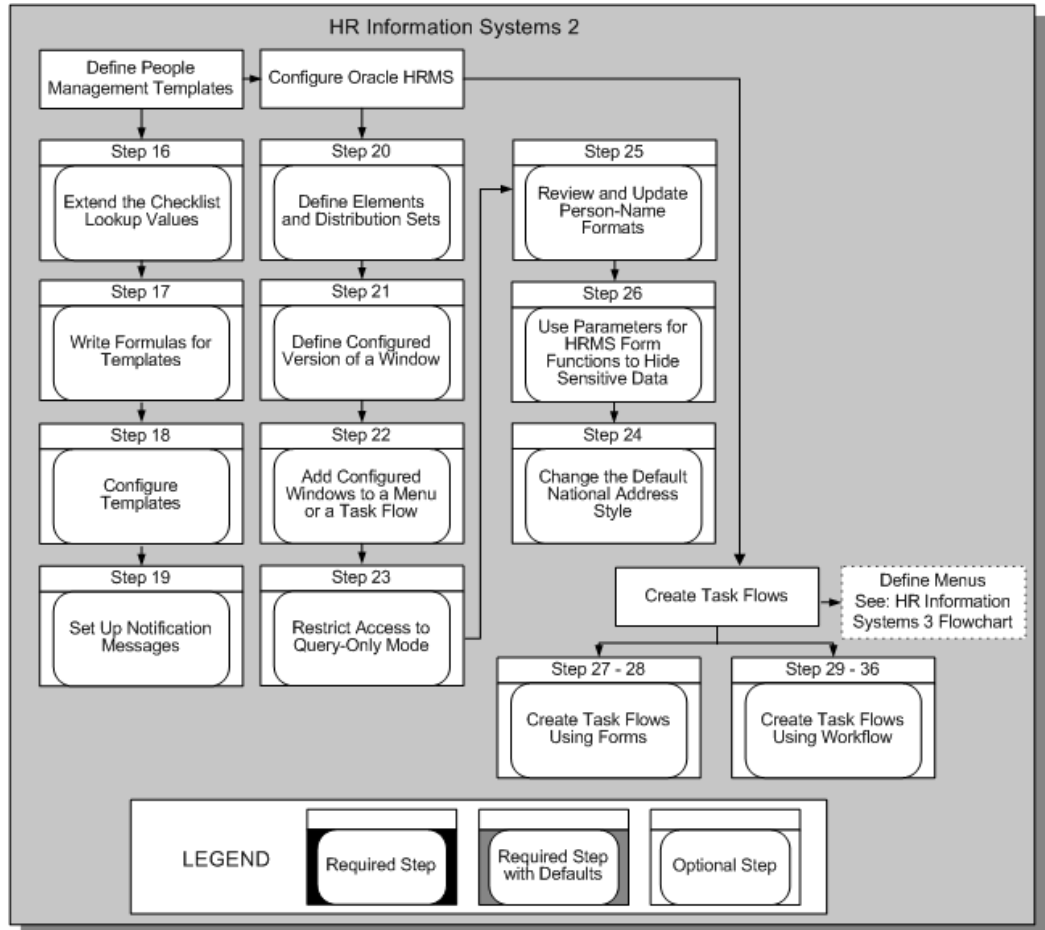 HR Information Systems 2
Define People
Management Templates
Configure Oracle HRMS
Step 16
Extend the Checklist
Lookup Values
Step 17
Write Formulas for
Templates
Step 18
Configure
Templates
Step 19
Set Up Notification
Messages
Step 20
Define Elements
and Distribution Sets
Step 21
Define Configured
Version of a Window
Step 22
Add Configured
Windows to a Menu
or a Task Flow
Step 23
Restrict Access to
Query-Only Mode
Step 25
Review and Update
Person-Name
Formats
Step 26
Use Parameters for
HRMS Form
Functions to Hide
Sensitive Data
Step 24
Change the Default
National Address
Style
Create Task Flows
Define Menus
See: HR Information
Systems 3 Flowchart
Step 27 - 28
Create Task Flows
Using Forms
Step 29 - 36
Create Task Flows
Using Workflow
LEGEND
Required Step
Required Step
with Defaults
Optional Step